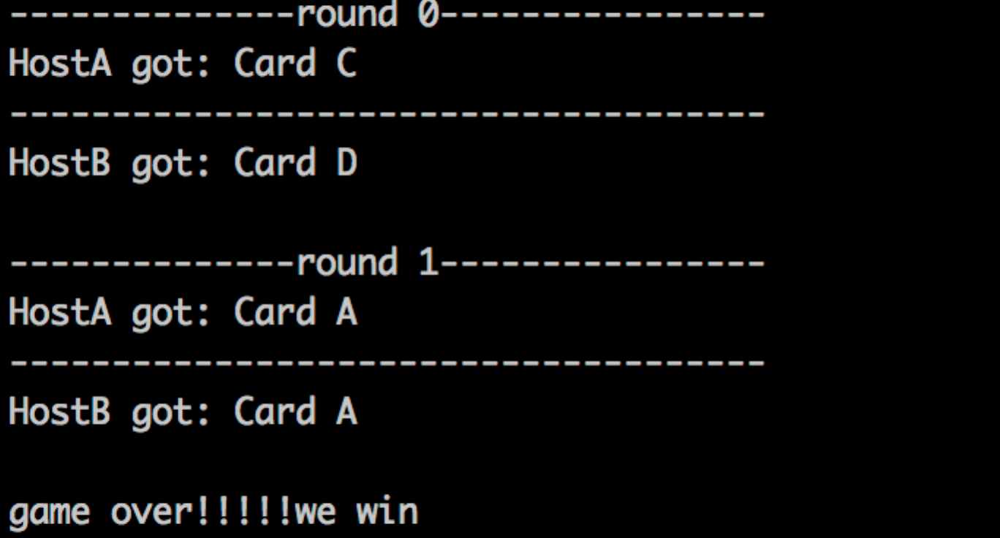 --------------round 0----------------
HostA got: Card C
-------------------------------------
HostB got: Card D
--------------round 1----------------
HostA got: Card A
-------------------------------------
HostB got: Card A
game over!!!!!we win